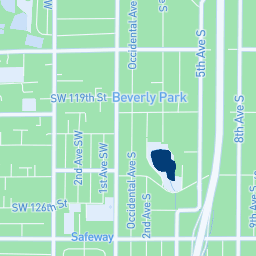 Occidental Ave S
5th Ave S
8th Ave S
SW 119th St
Beverly Park
2nd Ave SW
1st Ave SW
Occidental Ave S
2nd Ave S
SW 126th St
Safeway